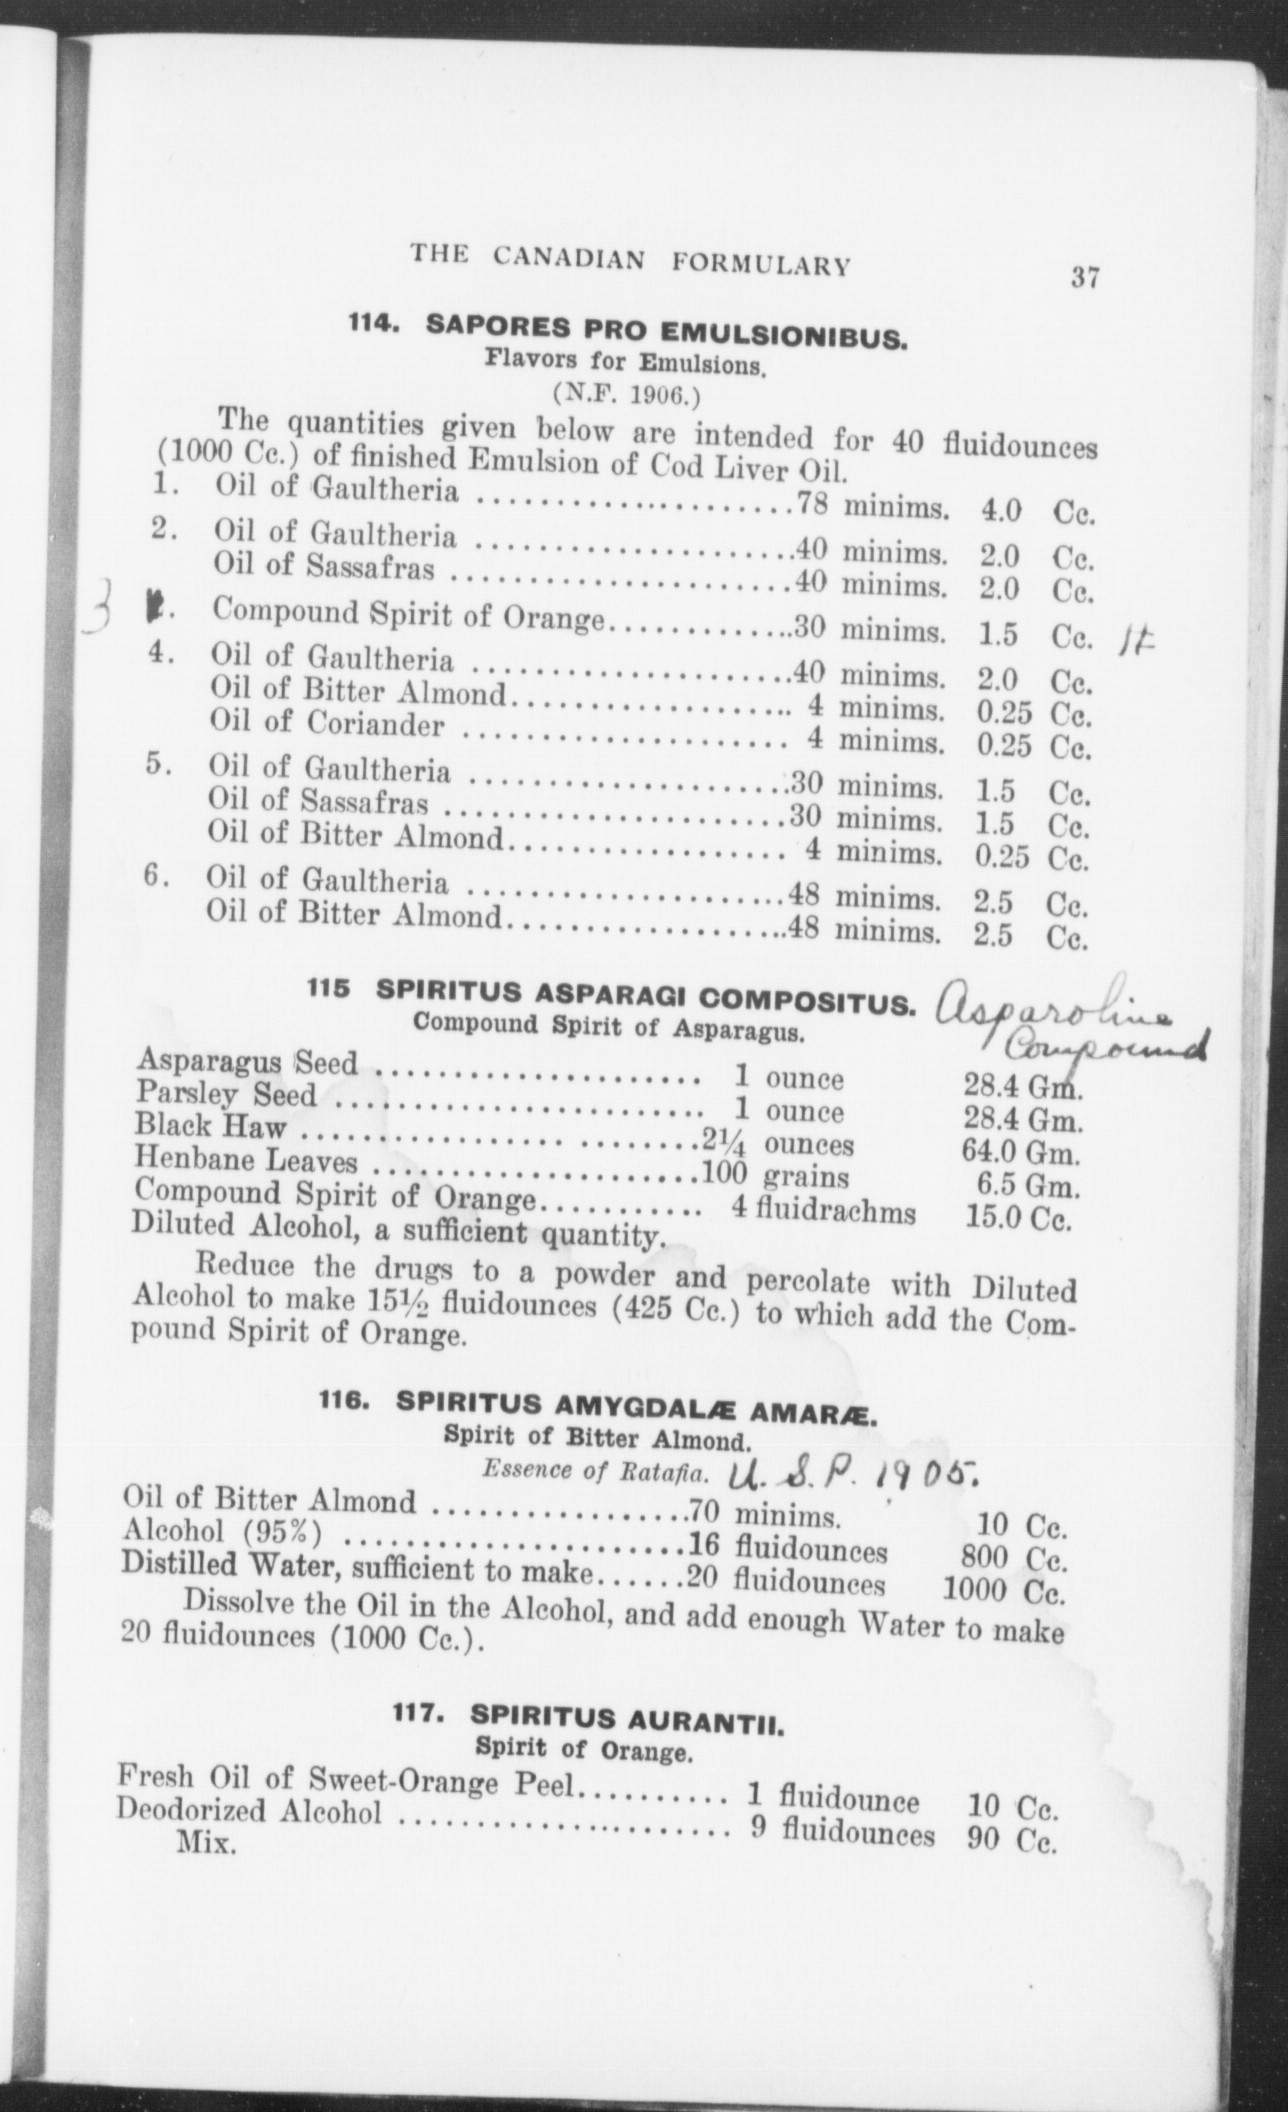 THE CANADIAN FORMULARY 37
114. SAPORES PRO EMULSIONIBUS.
Flavors for Emulsions.
(N.F. 1906.)
The quantities given below are intended for 40 fluidounces
(1000 Cc.) of finished Emulsion of Cod Liver Oil.
1. Oil of Gaultheria ....................78 minims. 4.0 Cc.
2. Oil of Gaultheria ....................40 minims. 2.0 Cc.
Oil of Sassafras ......................40 minims. 2.0 Cc.
3 Compound Spirit of Orange............30 minims. 1.5 Cc.
4. Oil of Gaultheria ....................40 minims. 2.0 Cc.
Oil of Bitter Almond.................. 4 minims. 0.25 Cc.
Oil of Coriander ..................... 4 minims. 0.25 Cc.
5. Oil of Gaultheria ....................30 minims. 1.5 Cc.
Oil of Sassafras ......................30 minims. 1.5 Cc.
Oil of Bitter Almond.................. 4 minims. 0.25 Cc.
6. Oil of Gaultheria ....................48 minims. 2.5 Cc.
Oil of Bitter Almond..................48 minims. 2.5 Cc.
115 SPIRITUS ASPARAGI COMPOSITUS. Asparoline
Compound
Compound Spirit of Asparagus.
Asparagus Seed ..................... 1 ounce 28.4 Gm.
Parsley Seed ........................ 1 ounce 28.4 Gm.
Black Haw ................. ........2¼ ounces 64.0 Gm.
Henbane Leaves .....................100 grains 6.5 Gm.
Compound Spirit of Orange........... 4 fluidrachms 15.0 Cc.
Diluted Alcohol, a sufficient quantity.
Reduce the drugs to a powder and percolate with Diluted
Alcohol to make 15½ fluidounces (425 Cc.) to which add the Com-
pound Spirit of Orange.
116. SPIRITUS AMYGDALÆ AMARÆ.
Spirit of Bitter Almond.
Essence of Ratafia. U. S. P. 1905.
Oil of Bitter Almond .................70 minims. 10 Cc.
Alcohol (95%) ......................16 fluidounces 800 Cc.
Distilled Water, sufficient to make......20 fluidounces 1000 Cc.
Dissolve the Oil in the Alcohol, and add enough Water to make
20 fluidounces (1000 Cc.).
117. SPIRITUS AURANTII.
Spirit of Orange.
Fresh Oil of Sweet-Orange Peel.......... 1 fluidounce 10 Cc.
Deodorized Alcohol ..................... 9 fluidounces 90 Cc.
Mix.